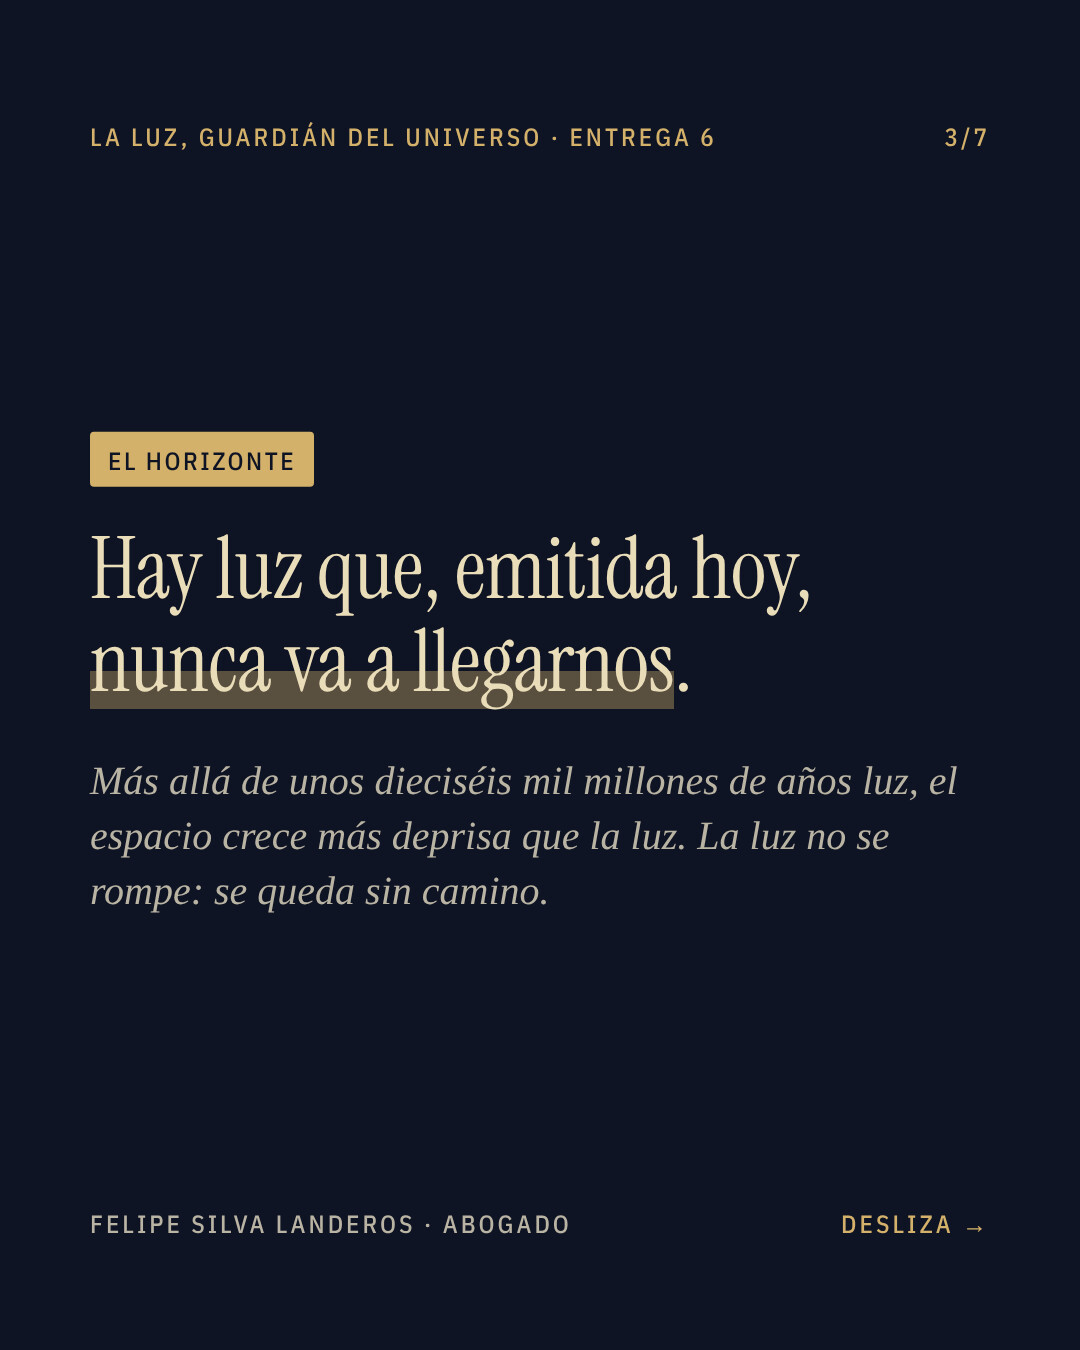 LA LUZ, GUARDIÁN DEL UNIVERSO · ENTREGA 6
3/7
EL HORIZONTE
Hay luz que, emitida hoy,
nunca va a llegarnos.
Más allá de unos dieciséis mil millones de años luz, el
espacio crece más deprisa que la luz. La luz no se
rompe: se queda sin camino.
FELIPE SILVA LANDEROS · ABOGADO
DESLIZA →